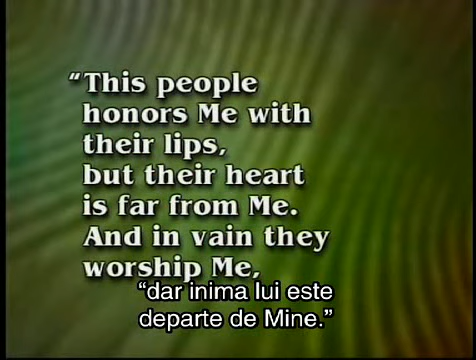 “This people
honors Me with
their lips,
but their heart
is far from Me.
And in vain they
worship Me,
“dar inima lui este
departe de Mine.”